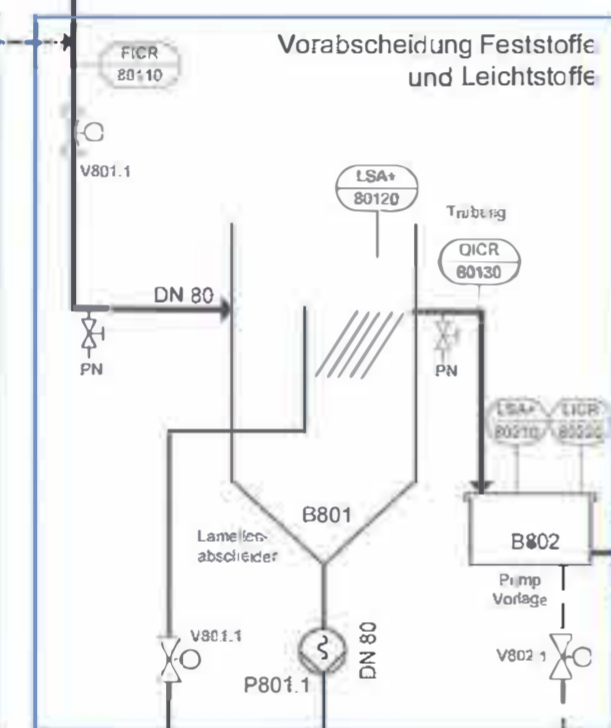 Vorabscheidung Feststoffe
und Leichtstoffe
FICR
80110
V801.1
LSA+
80120
Trübung
QICR
80130
DN 80
PN
PN
LSA+
80210
LICR
80220
B801
Lamellen-
abscheider
B802
Pump
Vorlage
V801.1
DN 80
P801.1
V802.1